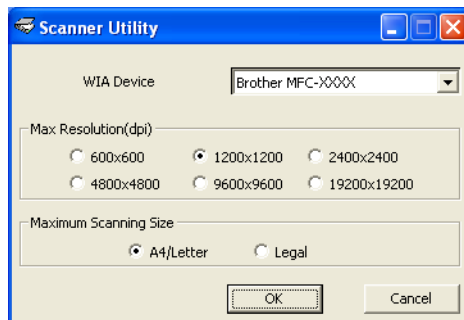 Scanner Utility
WIA Device Brother MFC-XXXX
Max Resolution(dpi)
600x600 1200x1200 2400x2400
4800x4800 9600x9600 19200x19200
Maximum Scanning Size
A4/Letter Legal
OK Cancel